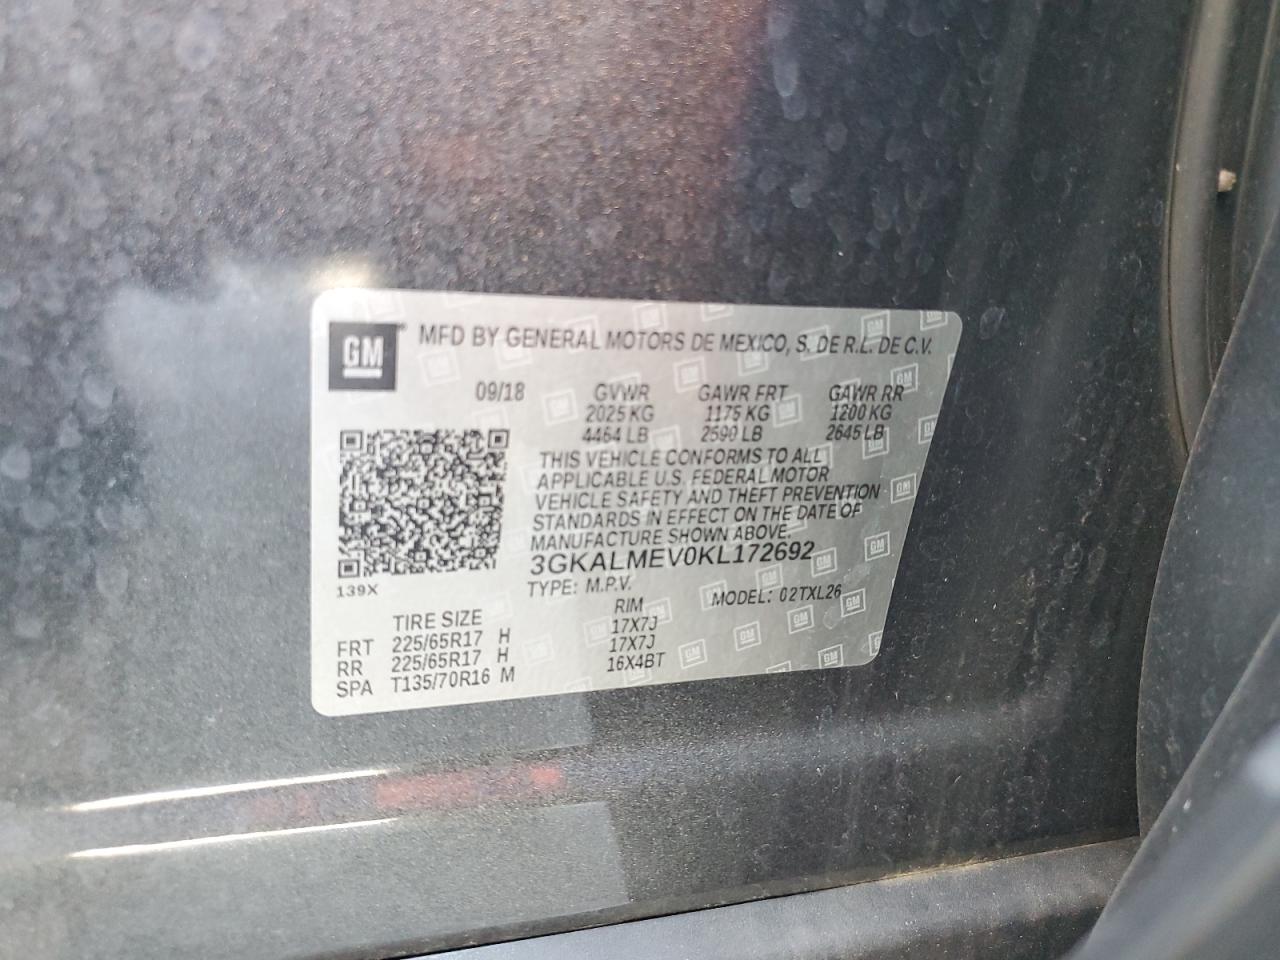 GM
MFD BY GENERAL MOTORS DE MEXICO, S. DE R.L. DE C.V.
09/18 GVWR GAWR FRT GAWR RR
2025 KG 1175 KG 1200 KG
4464 LB 2590 LB 2645 LB
THIS VEHICLE CONFORMS TO ALL
APPLICABLE U.S. FEDERAL MOTOR
VEHICLE SAFETY AND THEFT PREVENTION
STANDARDS IN EFFECT ON THE DATE OF
MANUFACTURE SHOWN ABOVE.
3GKALMEV0KL172692
139X
TYPE: M.P.V. MODEL: 02TXL26
TIRE SIZE RIM
FRT 225/65R17 H 17X7J
RR 225/65R17 H 17X7J
SPA T135/70R16 M 16X4BT